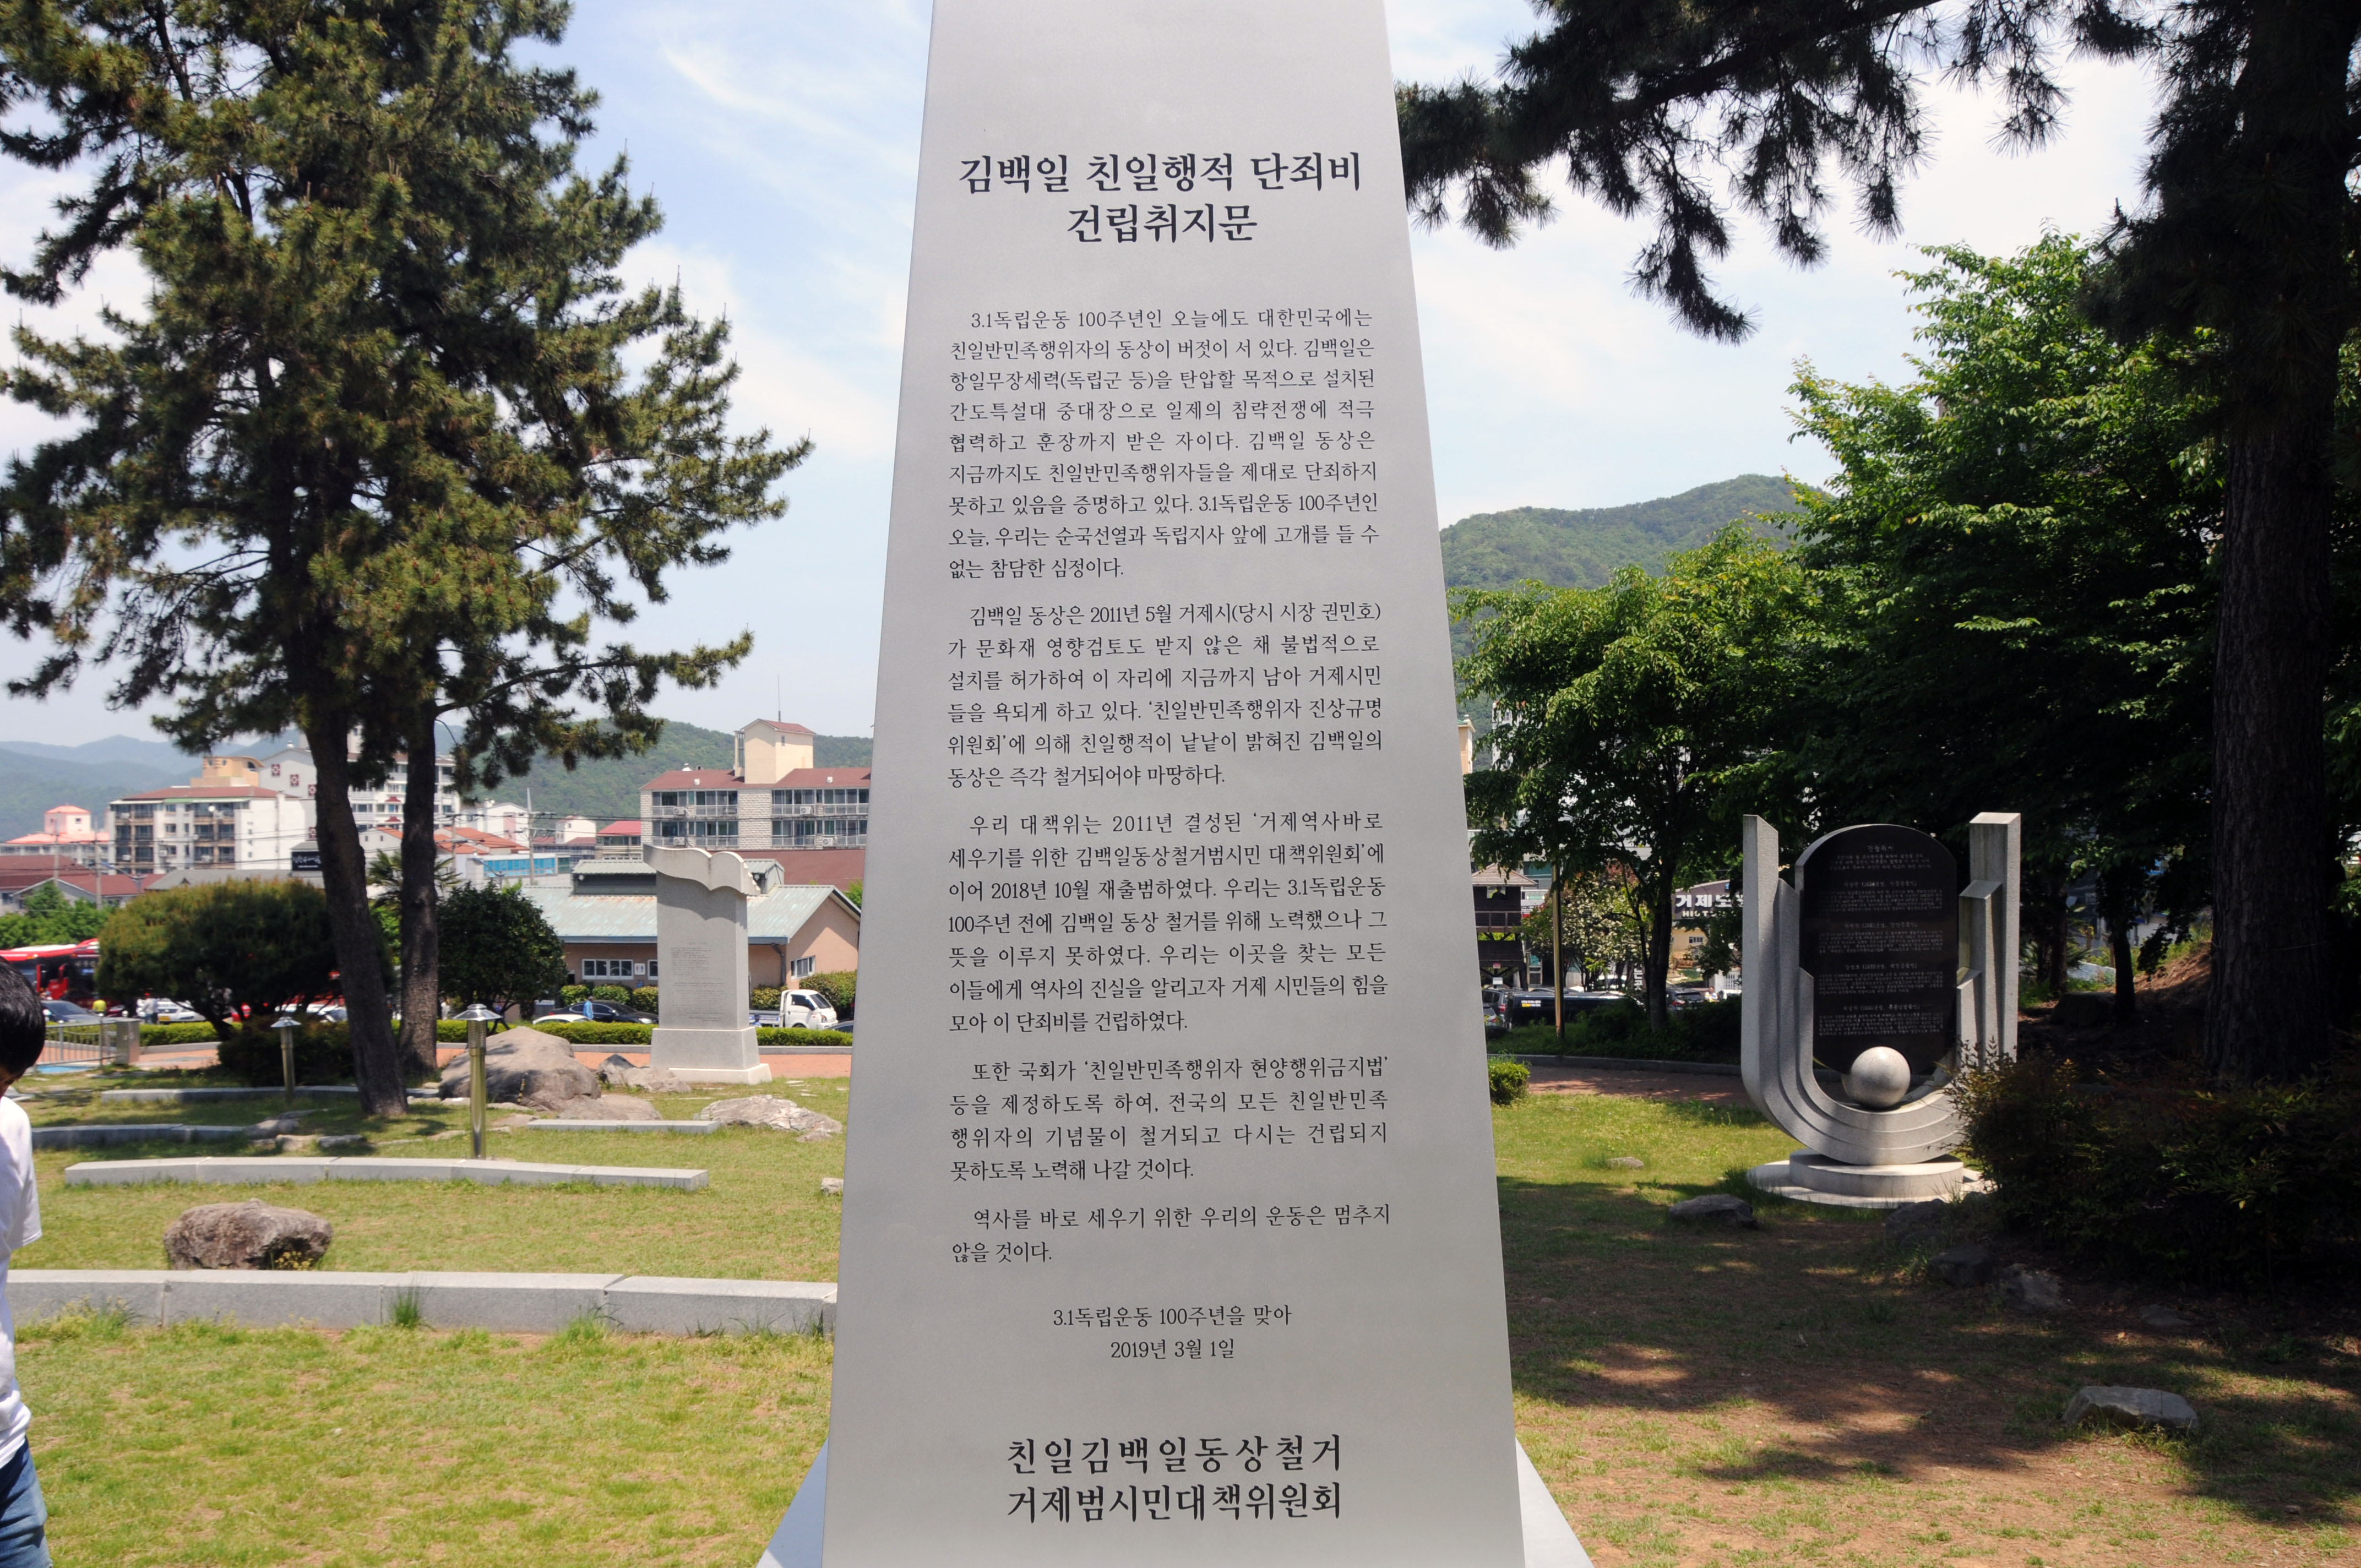 김백일 친일행적 단죄비
건립취지문
3.1독립운동 100주년인 오늘에도 대한민국에는
친일반민족행위자의 동상이 버젓이 서 있다. 김백일은
항일무장세력(독립군 등)을 탄압할 목적으로 설치된
간도특설대 중대장으로 일제의 침략전쟁에 적극
협력하고 훈장까지 받은 자이다. 김백일 동상은
지금까지도 친일반민족행위자들을 제대로 단죄하지
못하고 있음을 증명하고 있다. 3.1독립운동 100주년인
오늘, 우리는 순국선열과 독립지사 앞에 고개를 들 수
없는 참담한 심정이다.
김백일 동상은 2011년 5월 거제시(당시 시장 권민호)
가 문화재 영향검토도 받지 않은 채 불법적으로
설치를 허가하여 이 자리에 지금까지 남아 거제시민
들을 욕되게 하고 있다. ‘친일반민족행위자 진상규명
위원회’에 의해 친일행적이 낱낱이 밝혀진 김백일의
동상은 즉각 철거되어야 마땅하다.
우리 대책위는 2011년 결성된 ‘거제역사바로
세우기를 위한 김백일동상철거범시민 대책위원회’에
이어 2018년 10월 재출범하였다. 우리는 3.1독립운동
100주년 전에 김백일 동상 철거를 위해 노력했으나 그
뜻을 이루지 못하였다. 우리는 이곳을 찾는 모든
이들에게 역사의 진실을 알리고자 거제 시민들의 힘을
모아 이 단죄비를 건립하였다.
또한 국회가 ‘친일반민족행위자 현양행위금지법’
등을 제정하도록 하여, 전국의 모든 친일반민족
행위자의 기념물이 철거되고 다시는 건립되지
못하도록 노력해 나갈 것이다.
역사를 바로 세우기 위한 우리의 운동은 멈추지
않을 것이다.
3.1독립운동 100주년을 맞아
2019년 3월 1일
친일김백일동상철거
거제범시민대책위원회
거제도